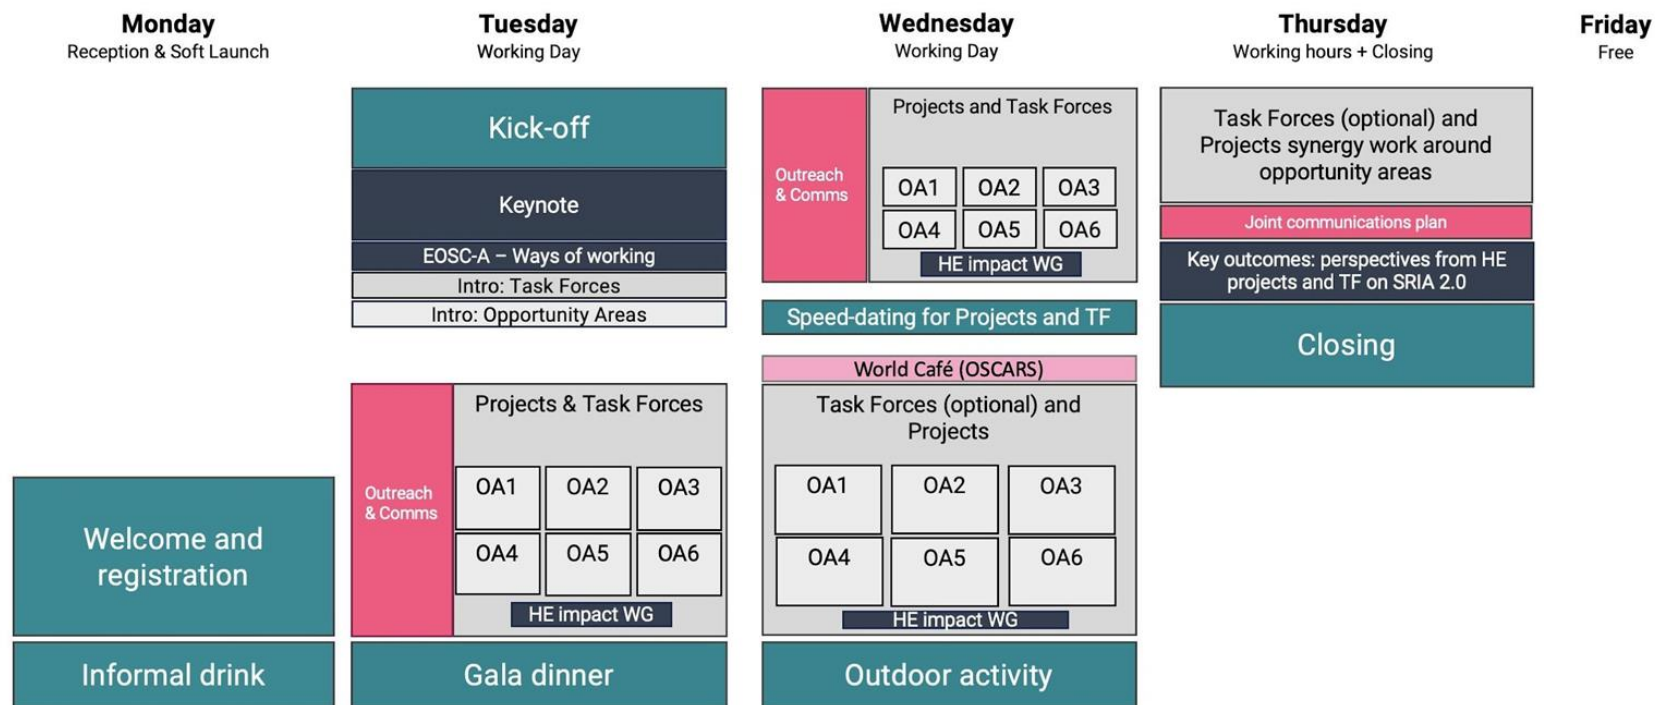 Monday
Reception & Soft Launch
Welcome and
registration
Informal drink
Tuesday
Working Day
Kick-off
Keynote
EOSC-A – Ways of working
Intro: Task Forces
Intro: Opportunity Areas
Outreach
& Comms
Projects & Task Forces
OA1 OA2 OA3
OA4 OA5 OA6
HE impact WG
Gala dinner
Wednesday
Working Day
Outreach
& Comms
Projects and Task Forces
OA1 OA2 OA3
OA4 OA5 OA6
HE impact WG
Speed-dating for Projects and TF
World Café (OSCARS)
Task Forces (optional) and
Projects
OA1 OA2 OA3
OA4 OA5 OA6
HE impact WG
Outdoor activity
Thursday
Working hours + Closing
Task Forces (optional) and
Projects synergy work around
opportunity areas
Joint communications plan
Key outcomes: perspectives from HE
projects and TF on SRIA 2.0
Closing
Friday
Free